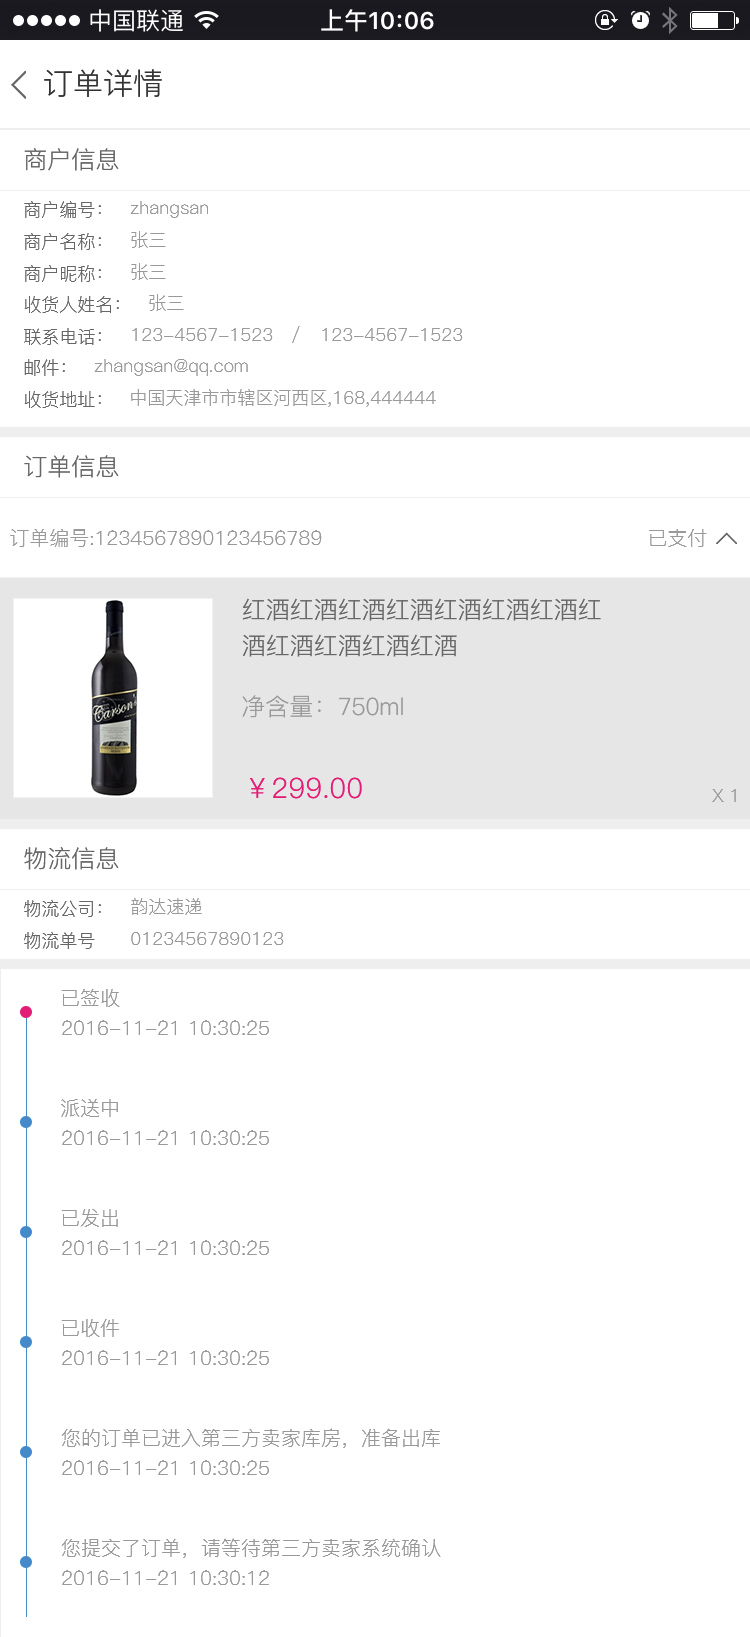 中国联通 上午10:06
订单详情
商户信息
商户编号： zhangsan
商户名称： 张三
商户昵称： 张三
收货人姓名： 张三
联系电话： 123-4567-1523 / 123-4567-1523
邮件： zhangsan@qq.com
收货地址： 中国天津市市辖区河西区,168,444444
订单信息
订单编号:1234567890123456789 已支付
红酒红酒红酒红酒红酒红酒红酒红
酒红酒红酒红酒红酒
Carson's
净含量：750ml
￥299.00
X 1
物流信息
物流公司： 韵达速递
物流单号 01234567890123
已签收
2016-11-21 10:30:25
派送中
2016-11-21 10:30:25
已发出
2016-11-21 10:30:25
已收件
2016-11-21 10:30:25
您的订单已进入第三方卖家库房，准备出库
2016-11-21 10:30:25
您提交了订单，请等待第三方卖家系统确认
2016-11-21 10:30:12